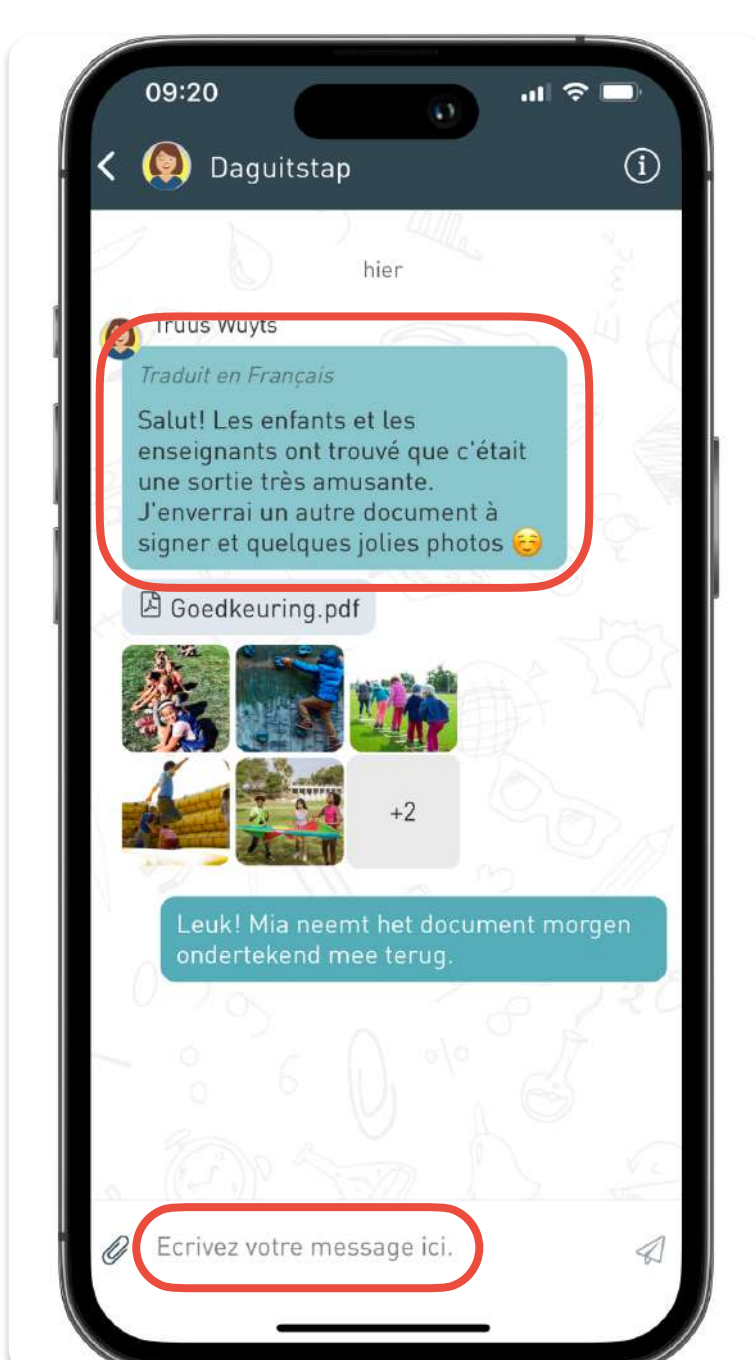 09:20
Daguitstap
hier
Truus Wuyts
Traduit en Français
Salut! Les enfants et les
enseignants ont trouvé que c'était
une sortie très amusante.
J'enverrai un autre document à
signer et quelques jolies photos ☺️
Goedkeuring.pdf
+2
Leuk! Mia neemt het document morgen
ondertekend mee terug.
Ecrivez votre message ici.